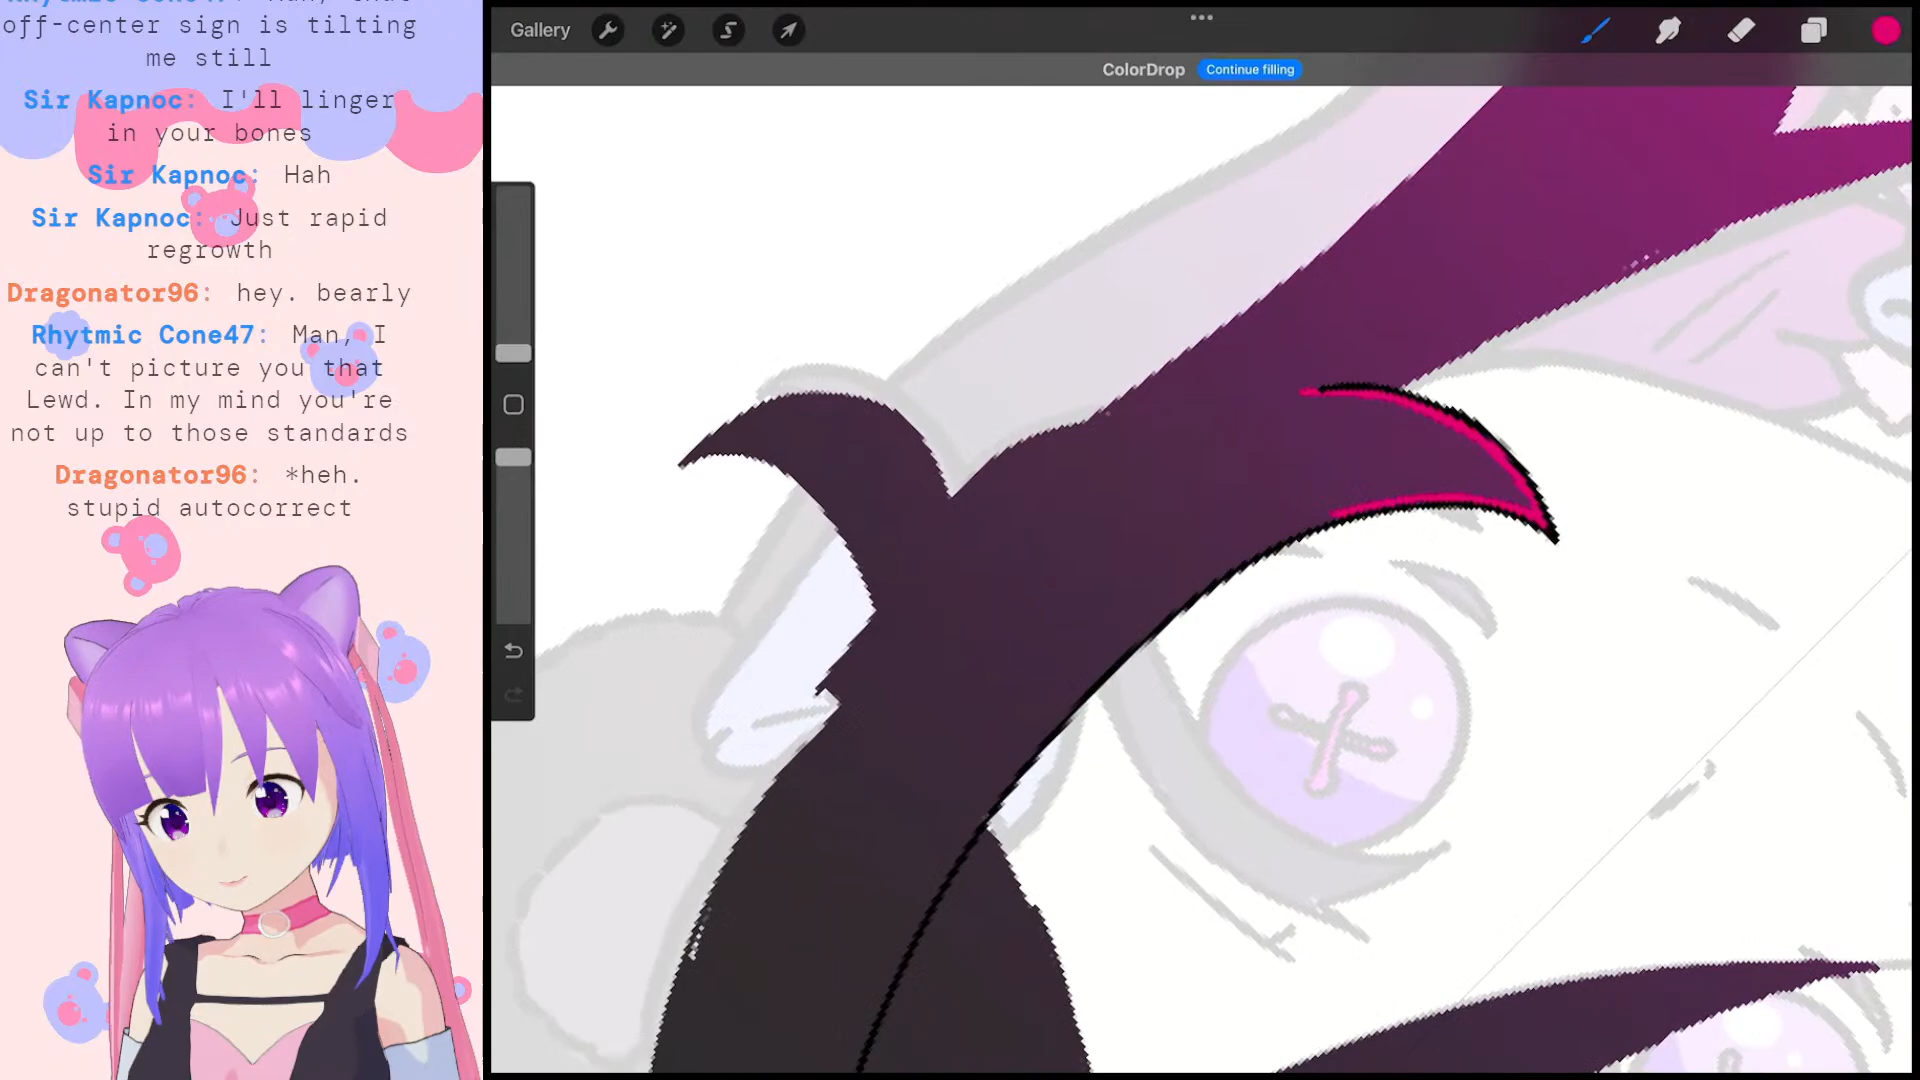 off-center sign is tilting
me still
Sir Kapnoc: I'll linger
in your bones
Sir Kapnoc: Hah
Sir Kapnoc: Just rapid
regrowth
Dragonator96: hey. bearly
Rhytmic Cone47: Man, I
can't picture you that
Lewd. In my mind you're
not up to those standards
Dragonator96: *heh.
stupid autocorrect
Gallery
ColorDrop Continue filling